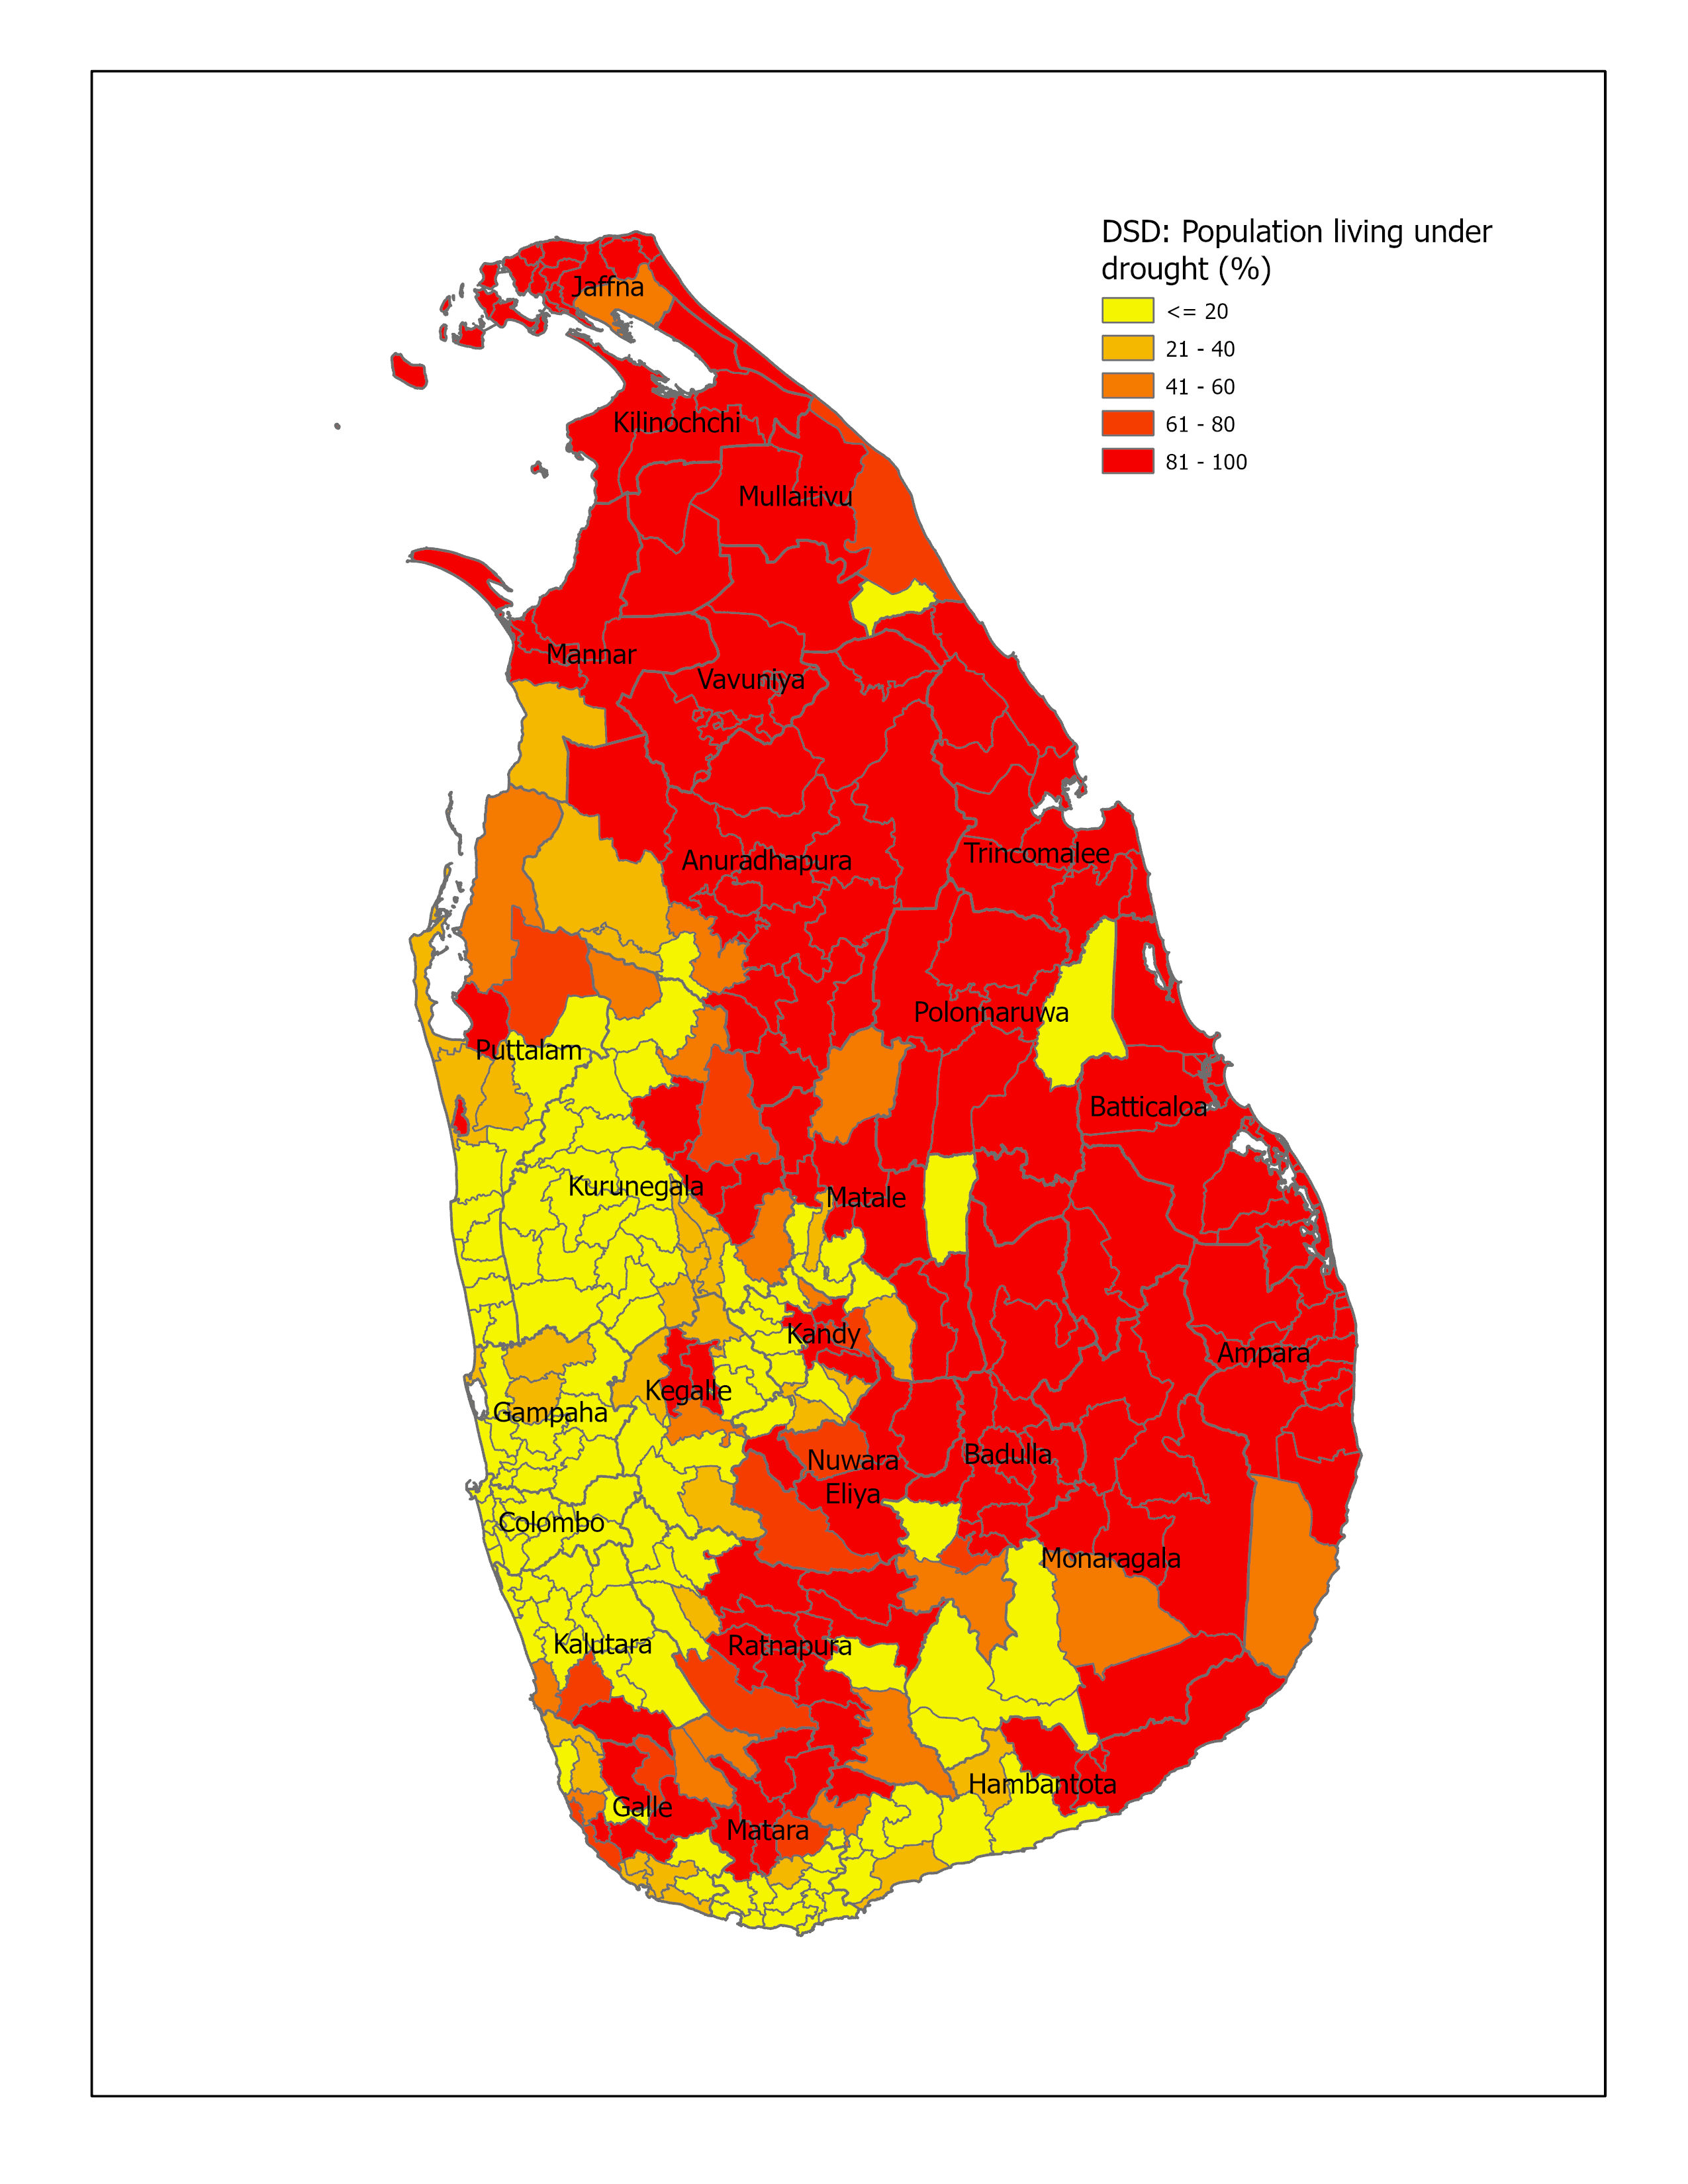 DSD: Population living under
drought (%)
<= 20
21 - 40
41 - 60
61 - 80
81 - 100
Jaffna
Kilinochchi
Mullaitivu
Mannar
Vavuniya
Anuradhapura
Trincomalee
Polonnaruwa
Puttalam
Batticaloa
Kurunegala
Matale
Kandy
Ampara
Kegalle
Gampaha
Nuwara
Eliya
Badulla
Colombo
Monaragala
Kalutara
Ratnapura
Hambantota
Galle
Matara